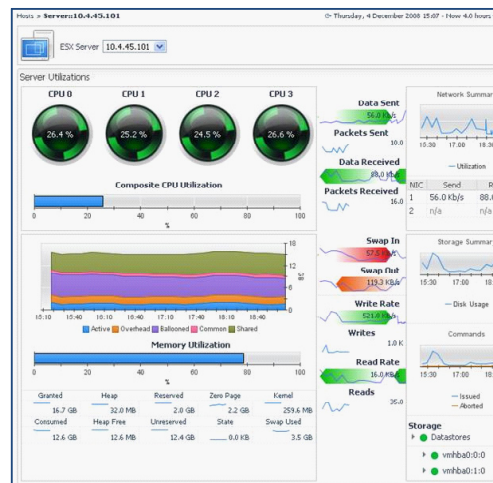 Hosts > Server::10.4.45.101
Thursday, 4 December 2008 15:07 - Now 4.0 hours
ESX Server 10.4.45.101
Server Utilizations
CPU 0 CPU 1 CPU 2 CPU 3
26.4 % 25.2 % 24.5 % 26.6 %
Composite CPU Utilization
0 20 40 60 80 100
%
Data Sent
56.0 Kb/s
Packets Sent
10.0
Data Received
88.0 Kb/s
Packets Received
16.0
Network Summar
15:30 17:00 18:
Utilization
NIC Send R
1 56.0 Kb/s 88.
2 n/a n/a
18
12
6
0
15:10 15:40 16:10 16:40 17:10 17:40 18:10 18:40
Active Overhead Ballooned Common Shared
Memory Utilization
0 20 40 60 80 100
%
Granted Heap Reserved Zero Page Kernel
16.7 GB 32.0 MB 2.0 GB 2.2 GB 259.6 MB
Consumed Heap Free Unreserved State Swap Used
12.6 GB 12.6 MB 12.4 GB 0.0 KB 3.5 GB
Swap In
57.5 Kb/s
Swap Out
119.3 Kb/s
Write Rate
521.0 Kb/s
Writes
1.0 K
Read Rate
16.0 Kb/s
Reads
35.0
Storage Summar
15:30 17:00 18:
Disk Usage
Commands
15:30 17:00 18:
Issued
Aborted
Storage
Datastores
vmhba0:0:0
vmhba0:1:0